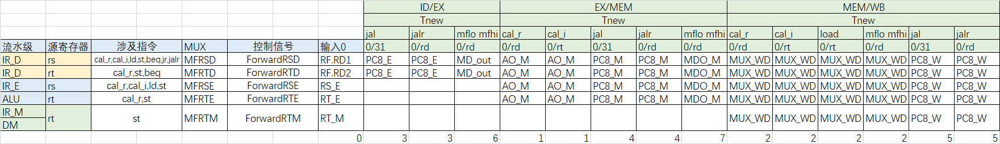 ID/EX EX/MEM MEM/WB
Tnew Tnew Tnew
jal jalr mflo mfhi cal_r cal_i jal jalr mflo mfhi cal_r cal_i load mflo mfhi jal jalr
流水级 源寄存器 涉及指令 MUX 控制信号 输入0 0/31 0/rd 0/rd 0/rd 0/rt 0/31 0/rd 0/rd 0/rd 0/rt 0/rt 0/rd 0/31 0/rd
IR_D rs cal_r,cal_i,ld,st,beq,jr,jalr MFRSD ForwardRSD RF.RD1 PC8_E PC8_E MD_out AO_M AO_M PC8_M PC8_M MDO_M MUX_WD MUX_WD MUX_WD MUX_WD PC8_W PC8_W
IR_D rt cal_r,st,beq MFRTD ForwardRTD RF.RD2 PC8_E PC8_E MD_out AO_M AO_M PC8_M PC8_M MDO_M MUX_WD MUX_WD MUX_WD MUX_WD PC8_W PC8_W
IR_E rs cal_r,cal_i,ld,st MFRSE ForwardRSE RS_E AO_M AO_M PC8_M PC8_M MDO_M MUX_WD MUX_WD MUX_WD MUX_WD PC8_W PC8_W
ALU rt cal_r,st MFRTE ForwardRTE RT_E AO_M AO_M PC8_M PC8_M MDO_M MUX_WD MUX_WD MUX_WD MUX_WD PC8_W PC8_W
IR_M
DM rt st MFRTM ForwardRTM RT_M MUX_WD MUX_WD MUX_WD MUX_WD PC8_W PC8_W
0 3 3 6 1 1 4 4 7 2 2 2 2 5 5